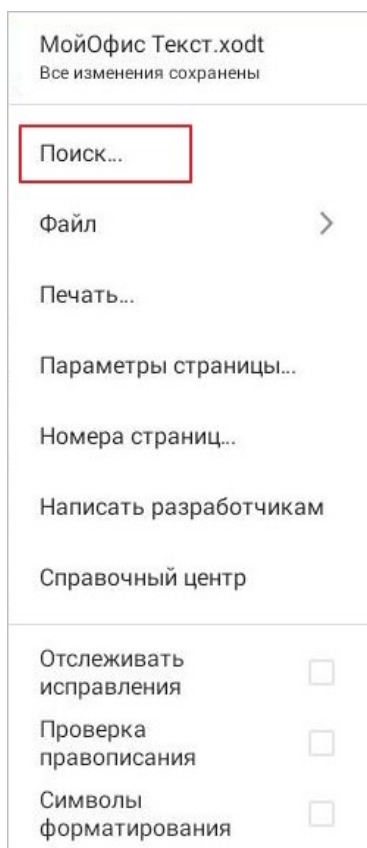 МойОфис Текст.xodt
Все изменения сохранены
Поиск...
Файл
Печать...
Параметры страницы...
Номера страниц...
Написать разработчикам
Справочный центр
Отслеживать
исправления
Проверка
правописания
Символы
форматирования